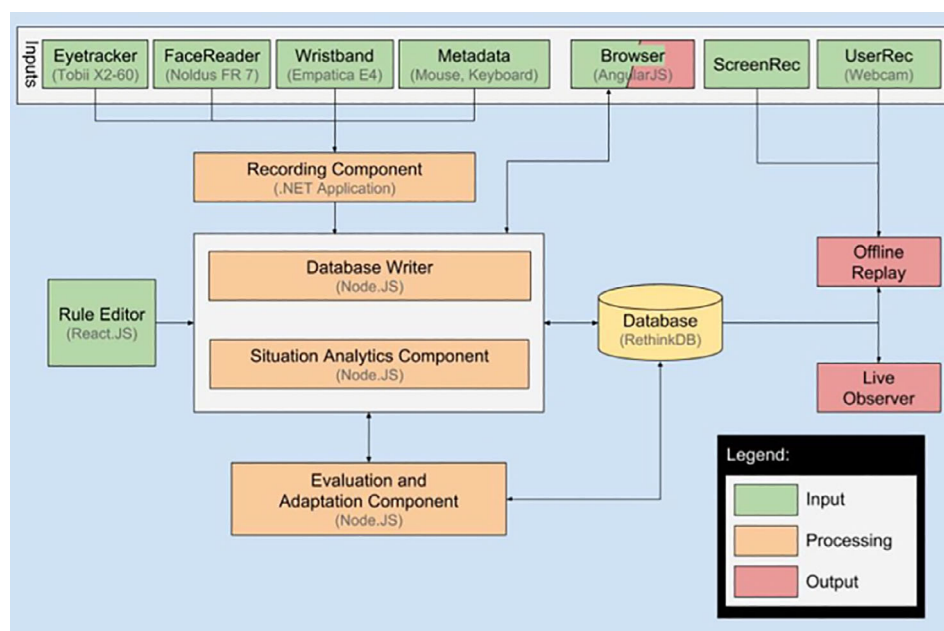 Inputs
Eyetracker
(Tobii X2-60)
FaceReader
(Noldus FR 7)
Wristband
(Empatica E4)
Metadata
(Mouse, Keyboard)
Browser
(AngularJS)
ScreenRec
UserRec
(Webcam)
Recording Component
(.NET Application)
Database Writer
(Node.JS)
Rule Editor
(React.JS)
Situation Analytics Component
(Node.JS)
Database
(RethinkDB)
Offline
Replay
Live
Observer
Evaluation and
Adaptation Component
(Node.JS)
Legend:
Input
Processing
Output